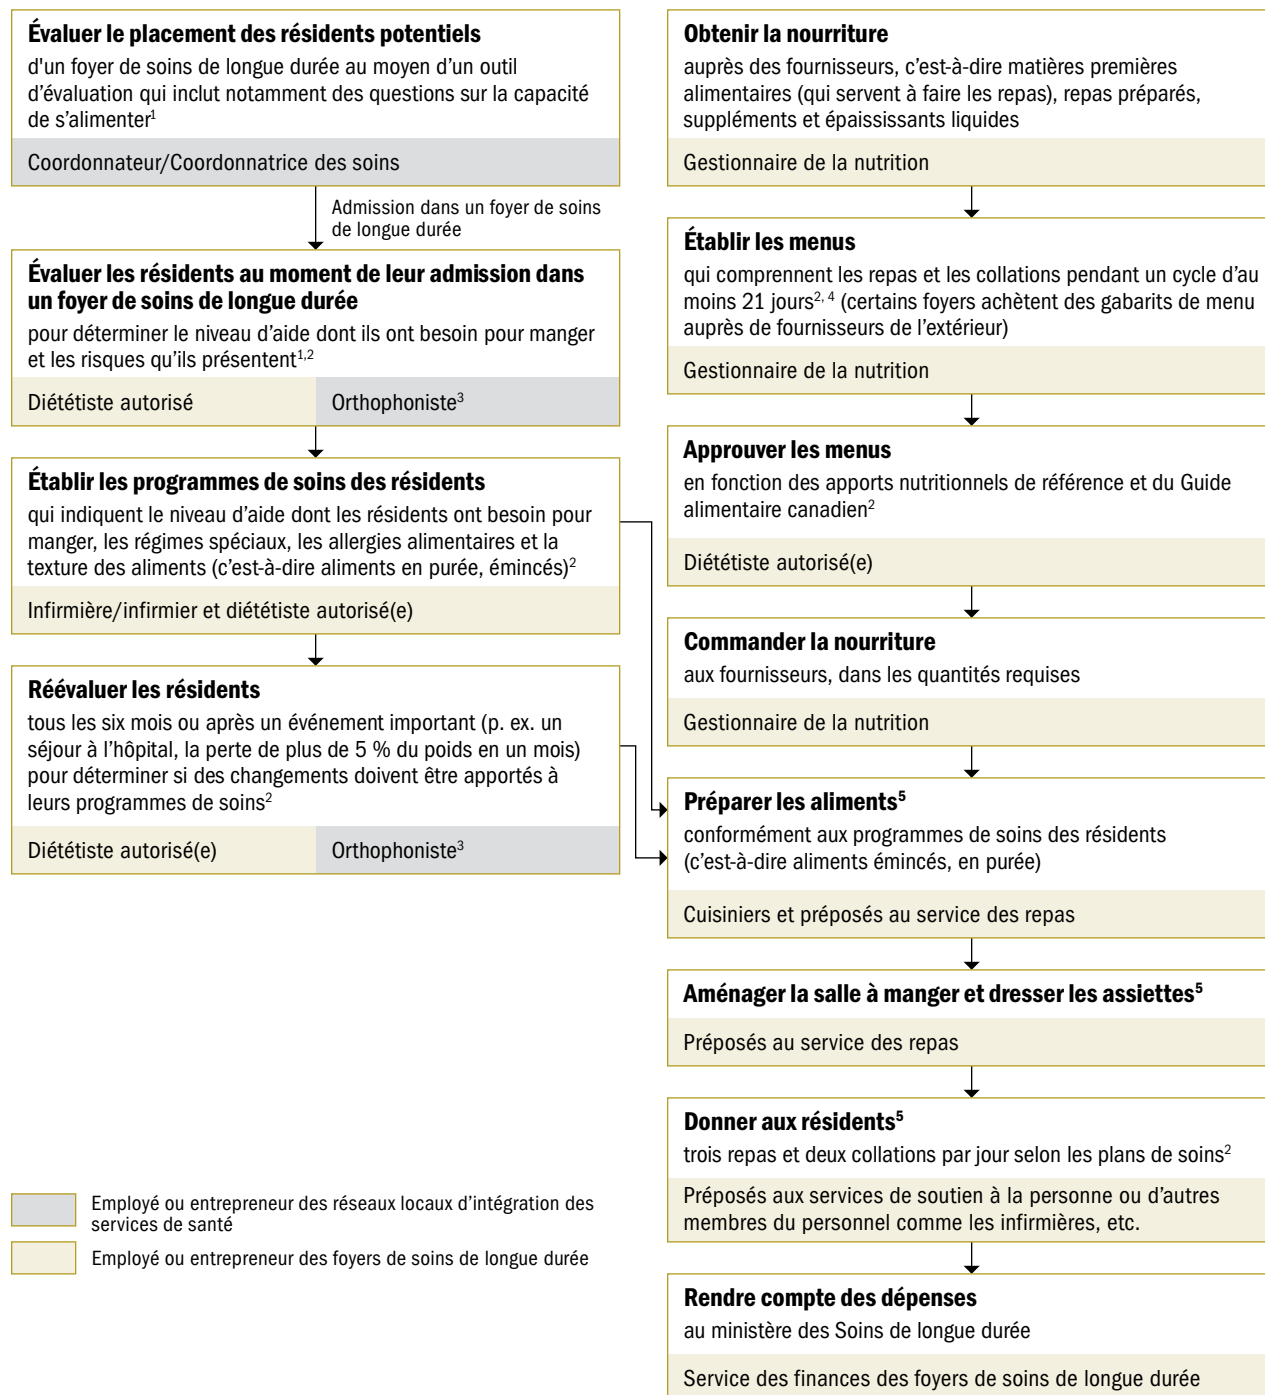 Évaluer le placement des résidents potentiels
d'un foyer de soins de longue durée au moyen d’un outil
d’évaluation qui inclut notamment des questions sur la capacité
de s’alimenter1
Coordonnateur/Coordonnatrice des soins
Admission dans un foyer de soins
de longue durée
Évaluer les résidents au moment de leur admission dans
un foyer de soins de longue durée
pour déterminer le niveau d’aide dont ils ont besoin pour manger
et les risques qu’ils présentent1,2
Diététiste autorisé
Orthophoniste3
Établir les programmes de soins des résidents
qui indiquent le niveau d’aide dont les résidents ont besoin pour
manger, les régimes spéciaux, les allergies alimentaires et la
texture des aliments (c’est-à-dire aliments en purée, émincés)2
Infirmière/infirmier et diététiste autorisé(e)
Réévaluer les résidents
tous les six mois ou après un événement important (p. ex. un
séjour à l’hôpital, la perte de plus de 5 % du poids en un mois)
pour déterminer si des changements doivent être apportés à
leurs programmes de soins2
Diététiste autorisé(e)
Orthophoniste3
Obtenir la nourriture
auprès des fournisseurs, c’est-à-dire matières premières
alimentaires (qui servent à faire les repas), repas préparés,
suppléments et épaississants liquides
Gestionnaire de la nutrition
Établir les menus
qui comprennent les repas et les collations pendant un cycle d’au
moins 21 jours2, 4 (certains foyers achètent des gabarits de menu
auprès de fournisseurs de l’extérieur)
Gestionnaire de la nutrition
Approuver les menus
en fonction des apports nutritionnels de référence et du Guide
alimentaire canadien2
Diététiste autorisé(e)
Commander la nourriture
aux fournisseurs, dans les quantités requises
Gestionnaire de la nutrition
Préparer les aliments5
conformément aux programmes de soins des résidents
(c’est-à-dire aliments émincés, en purée)
Cuisiniers et préposés au service des repas
Aménager la salle à manger et dresser les assiettes5
Préposés au service des repas
Donner aux résidents5
trois repas et deux collations par jour selon les plans de soins2
Préposés aux services de soutien à la personne ou d’autres
membres du personnel comme les infirmières, etc.
Rendre compte des dépenses
au ministère des Soins de longue durée
Service des finances des foyers de soins de longue durée
Employé ou entrepreneur des réseaux locaux d’intégration des
services de santé
Employé ou entrepreneur des foyers de soins de longue durée